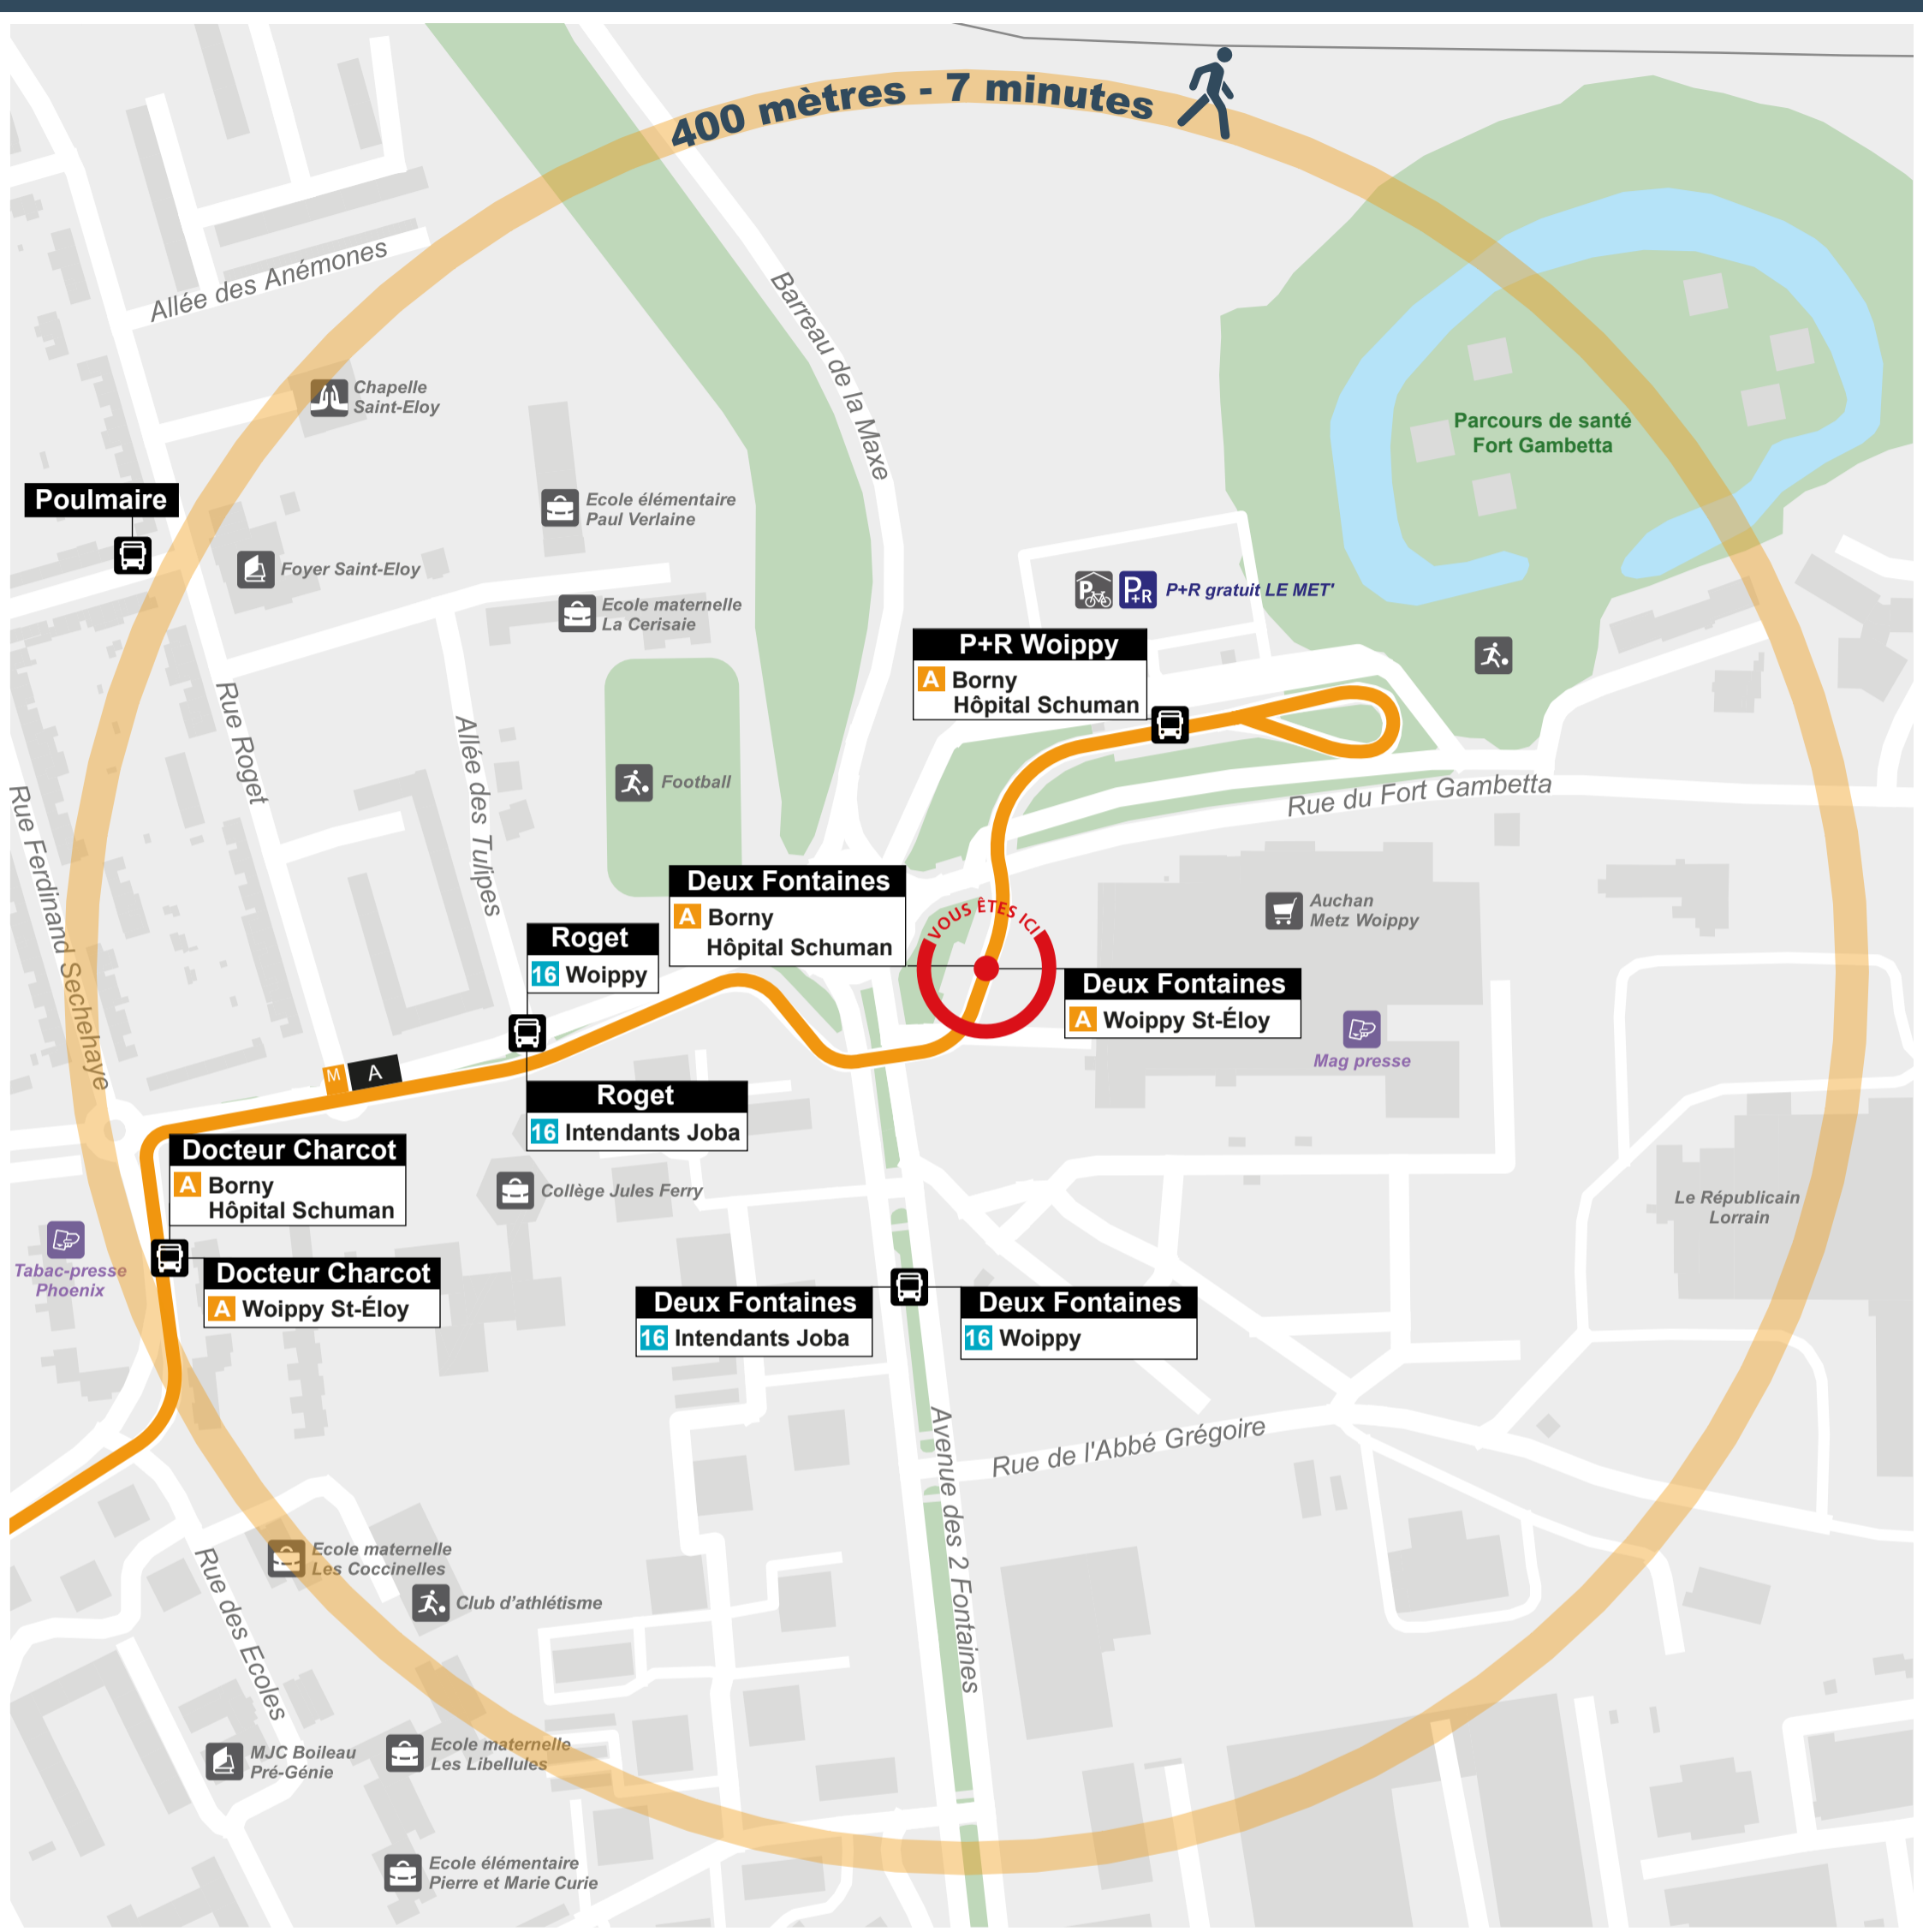 400 mètres - 7 minutes
Allée des Anémones
Barreau de la Maxe
Chapelle
Saint-Eloy
Parcours de santé
Fort Gambetta
Poulmaire
Ecole élémentaire
Paul Verlaine
Foyer Saint-Eloy
P+R
P+R gratuit LE MET'
Ecole maternelle
La Cerisaie
P+R Woippy
A Borny
Hôpital Schuman
Rue Roget
Allée des Tulipes
Football
Rue du Fort Gambetta
Rue Ferdinand Sechehaye
Deux Fontaines
A Borny
Hôpital Schuman
VOUS ÊTES ICI
Auchan
Metz Woippy
Roget
16 Woippy
Deux Fontaines
A Woippy St-Éloy
Mag presse
M A
Roget
16 Intendants Joba
Docteur Charcot
A Borny
Hôpital Schuman
Collège Jules Ferry
Le Républicain
Lorrain
Tabac-presse
Phoenix
Docteur Charcot
A Woippy St-Éloy
Deux Fontaines
16 Intendants Joba
Deux Fontaines
16 Woippy
Avenue des 2 Fontaines
Rue de l'Abbé Grégoire
Ecole maternelle
Les Coccinelles
Rue des Ecoles
Club d'athlétisme
MJC Boileau
Pré-Génie
Ecole maternelle
Les Libellules
Ecole élémentaire
Pierre et Marie Curie